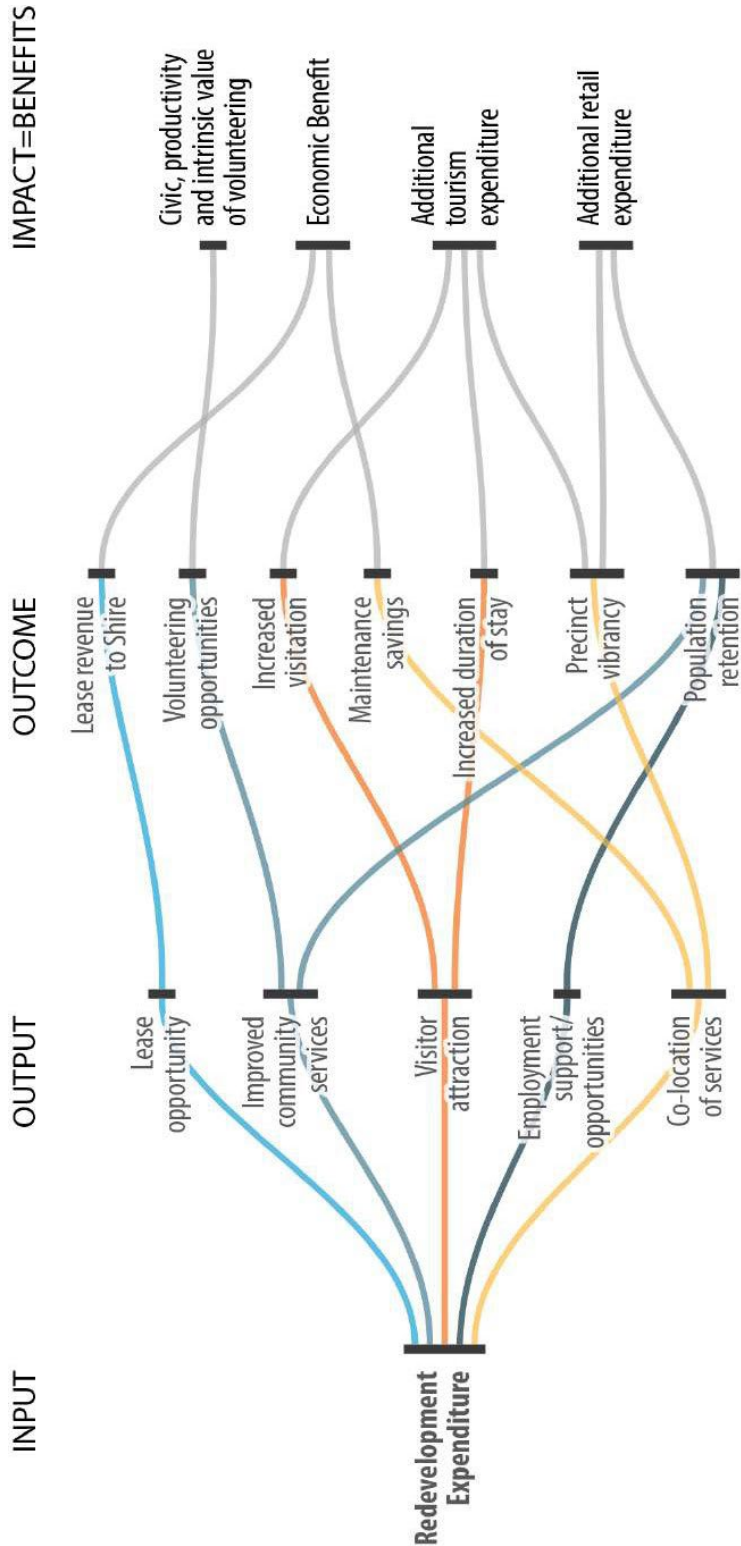 INPUT
OUTPUT
OUTCOME
IMPACT=BENEFITS
Redevelopment
Expenditure
Lease
opportunity
Improved
community
services
Visitor
attraction
Employment
support/
opportunities
Co-location
of services
Lease revenue
to Shire
Volunteering
opportunities
Increased
visitation
Maintenance
savings
Increased duration
of stay
Precinct
vibrancy
Population
retention
Civic, productivity
and intrinsic value
of volunteering
Economic Benefit
Additional
tourism
expenditure
Additional retail
expenditure